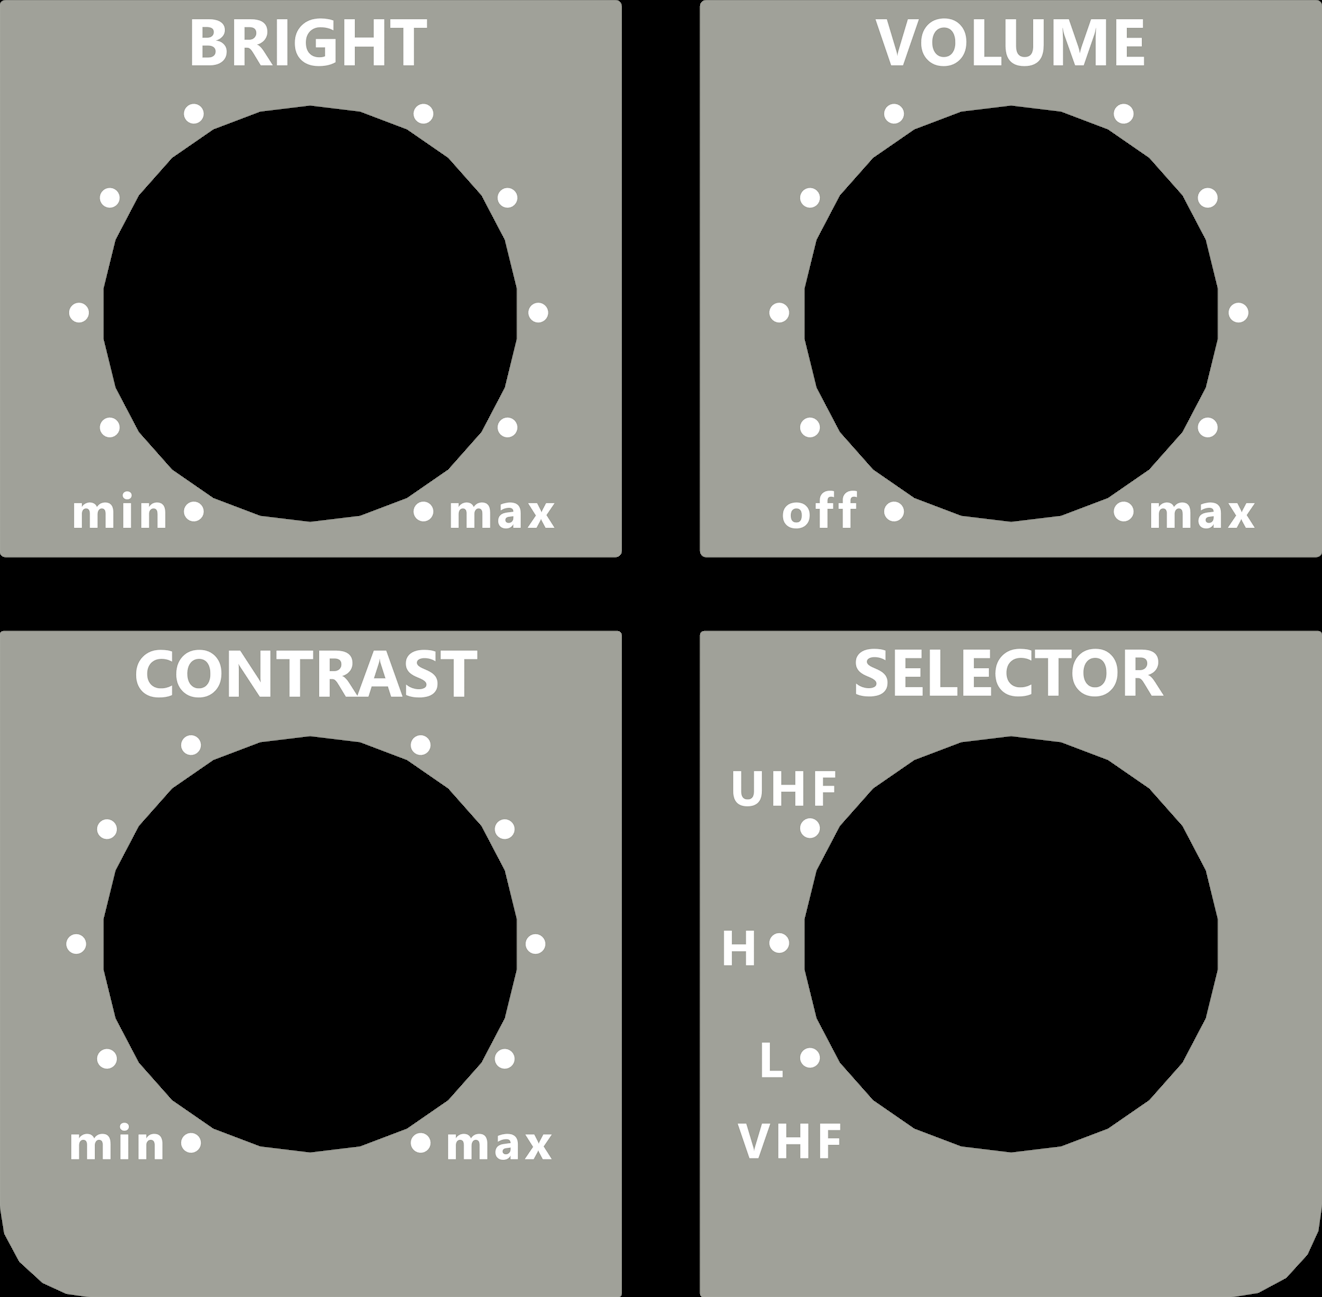 BRIGHT
min max
VOLUME
off max
CONTRAST
min max
SELECTOR
UHF
H
L
VHF